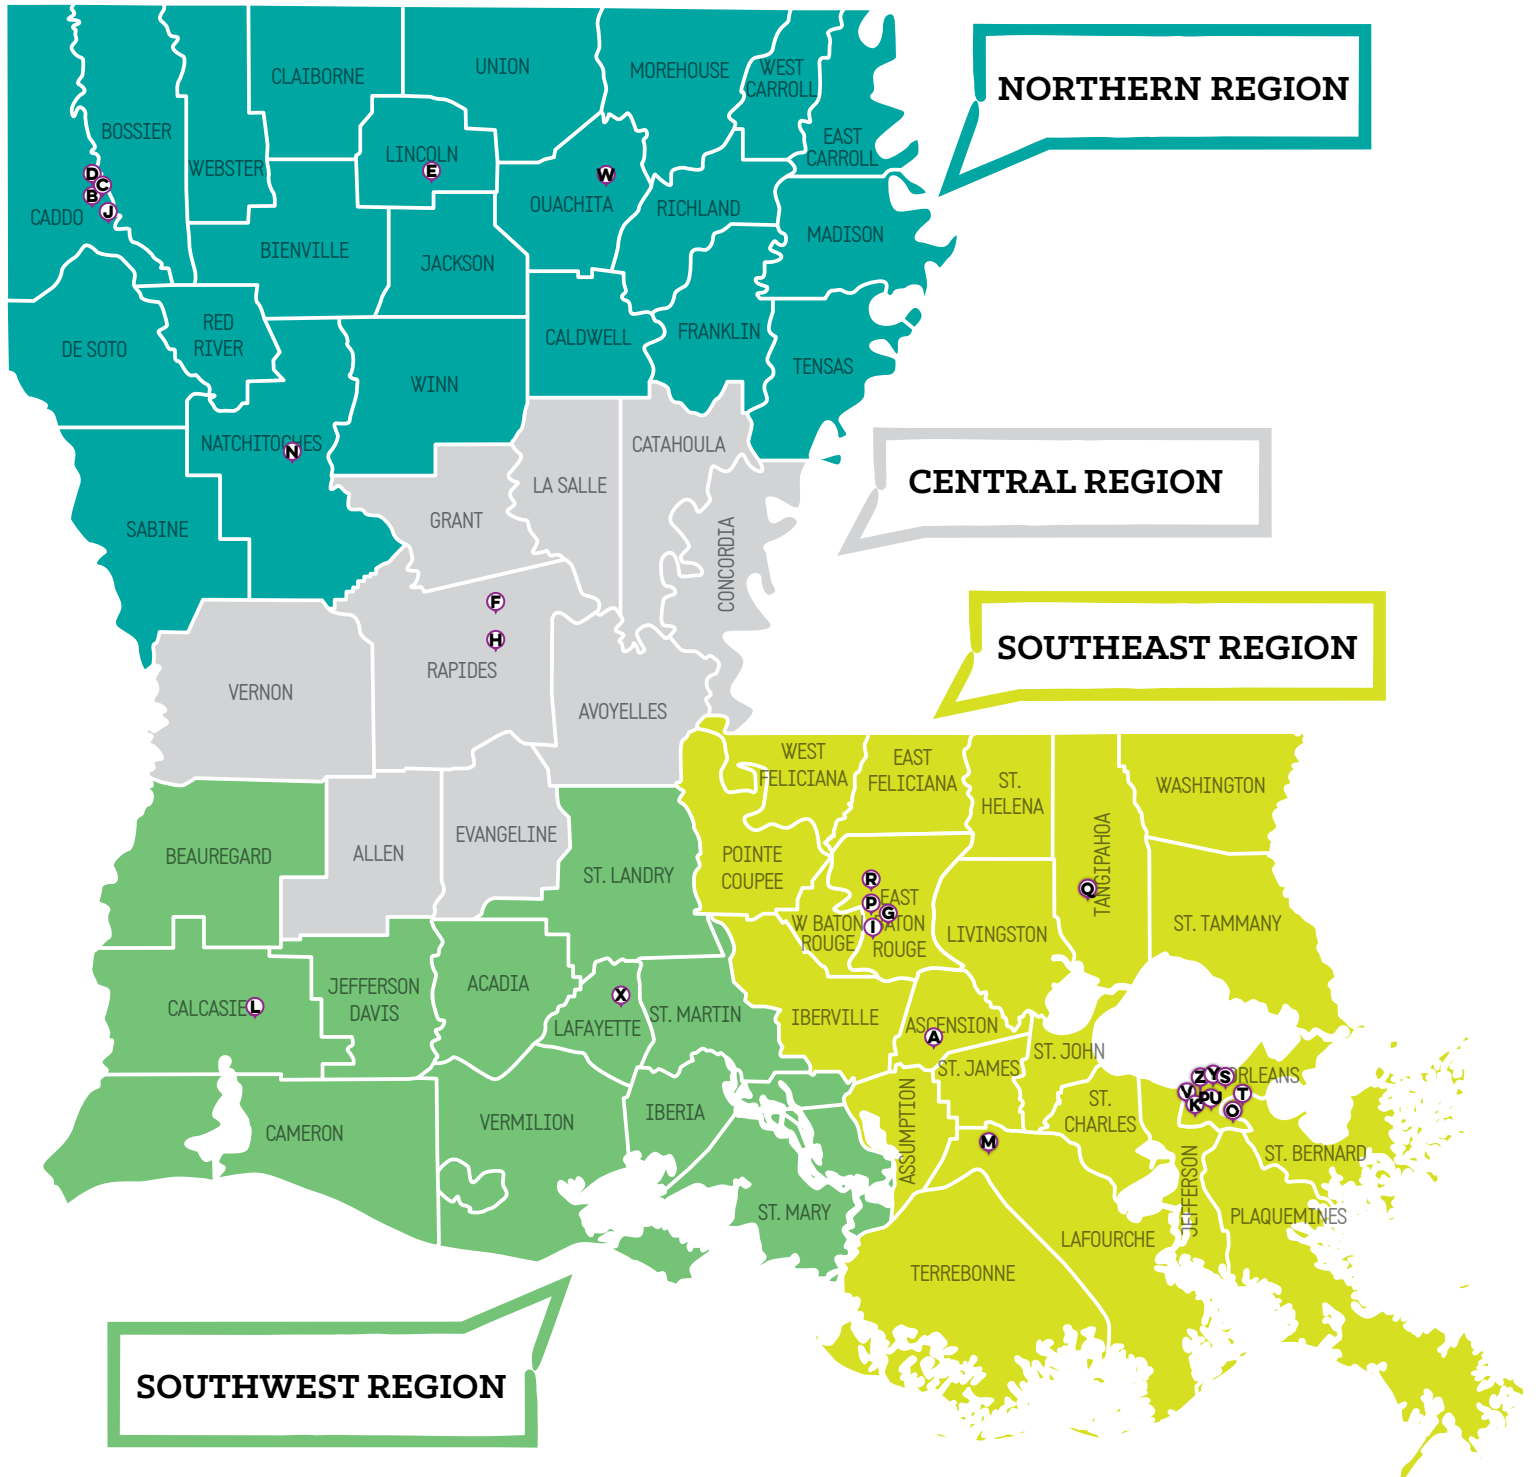 NORTHERN REGION
CLAIBORNE
UNION
MOREHOUSE
WEST
CARROLL
BOSSIER
EAST
CARROLL
WEBSTER
LINCOLN
D
C
B
J
E
W
CADDO
OUACHITA
RICHLAND
MADISON
BIENVILLE
JACKSON
RED
RIVER
DE SOTO
CALDWELL
FRANKLIN
TENSAS
WINN
NATCHITOCHES
N
SABINE
CENTRAL REGION
CATAHOULA
LA SALLE
GRANT
CONCORDIA
F
H
RAPIDES
VERNON
AVOYELLES
ALLEN
EVANGELINE
SOUTHEAST REGION
WEST
FELICIANA
EAST
FELICIANA
ST.
HELENA
TANGIPAHOA
WASHINGTON
POINTE
COUPEE
R
P
G
I
EAST
BATON
ROUGE
W BATON
ROUGE
Q
LIVINGSTON
ST. TAMMANY
IBERVILLE
ASCENSION
A
ST. JAMES
ST. JOHN
ST.
CHARLES
ASSUMPTION
Z
Y
S
ORLEANS
V
K
P
U
T
O
M
JEFFERSON
ST. BERNARD
PLAQUEMINES
LAFOURCHE
TERREBONNE
BEAUREGARD
ST. LANDRY
CALCASIE
L
JEFFERSON
DAVIS
ACADIA
X
LAFAYETTE
ST. MARTIN
CAMERON
VERMILION
IBERIA
ST. MARY
SOUTHWEST REGION